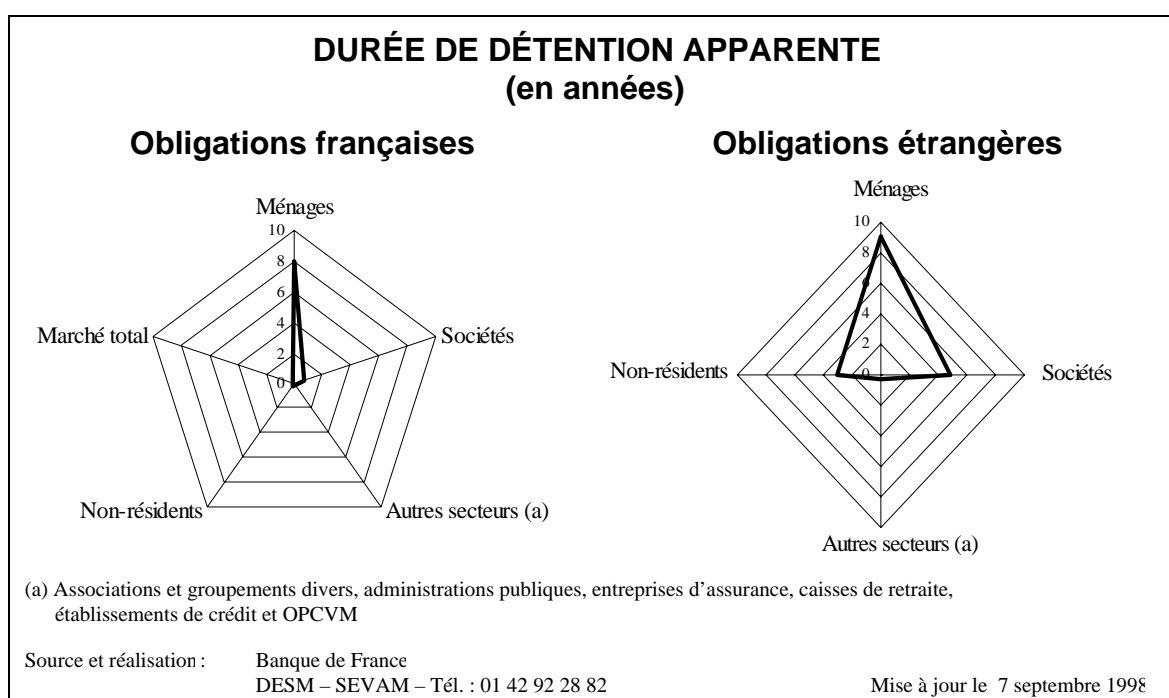 DURÉE DE DÉTENTION APPARENTE
(en années)
Obligations françaises
Ménages
10
8
6
4
2
0
Marché total
Sociétés
Non-résidents
Autres secteurs (a)
Obligations étrangères
Ménages
10
8
6
4
2
0
Non-résidents
Sociétés
Autres secteurs (a)
(a) Associations et groupements divers, administrations publiques, entreprises d’assurance, caisses de retraite,
établissements de crédit et OPCVM
Source et réalisation : Banque de France
DESM – SEVAM – Tél. : 01 42 92 28 82 Mise à jour le 7 septembre 1998